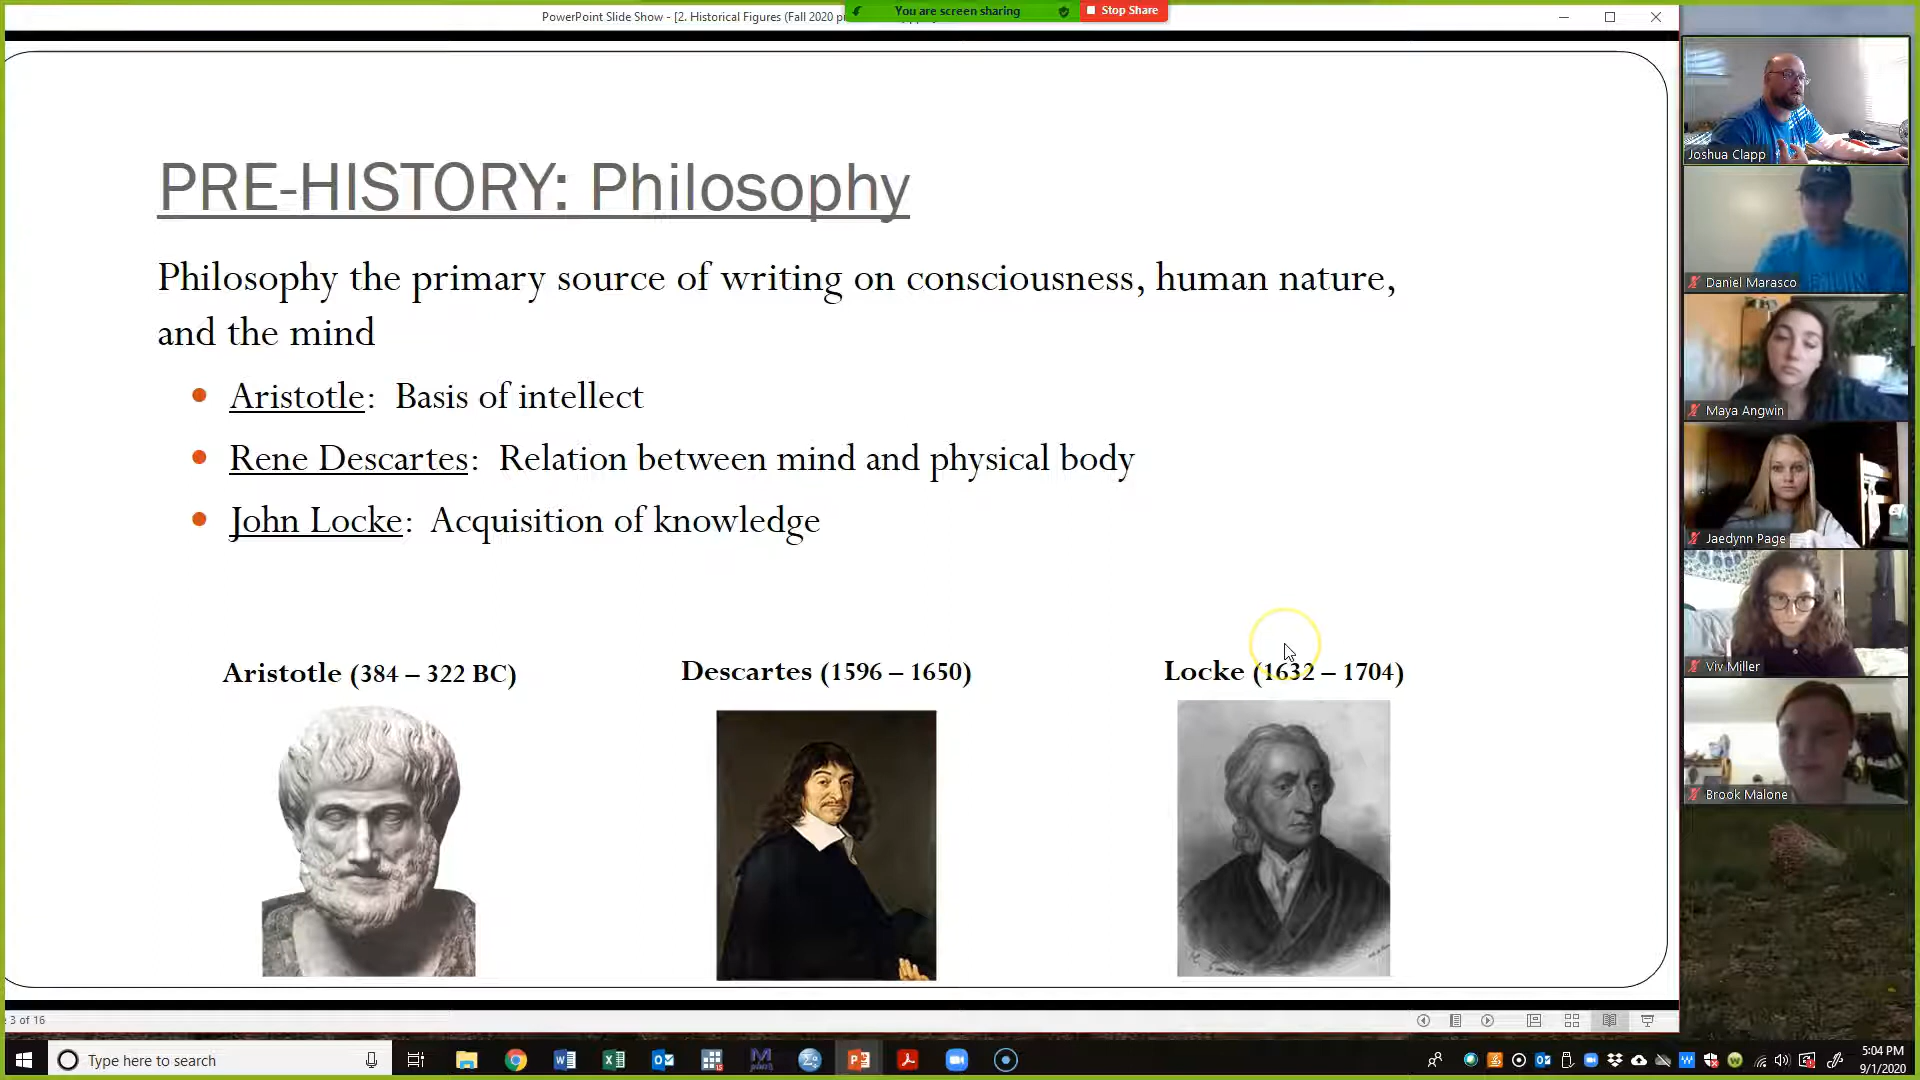 PowerPoint Slide Show - [2. Historical Figures (Fall 2020
You are screen sharing
Stop Share
PRE-HISTORY: Philosophy
Philosophy the primary source of writing on consciousness, human nature,
and the mind
Aristotle: Basis of intellect
Rene Descartes: Relation between mind and physical body
John Locke: Acquisition of knowledge
Aristotle (384 – 322 BC)
Descartes (1596 – 1650)
Locke (1632 – 1704)
Joshua Clapp
Daniel Marasco
Maya Angwin
Jaedynn Page
Viv Miller
Brook Malone
3 of 16
Type here to search
5:04 PM
9/1/2020